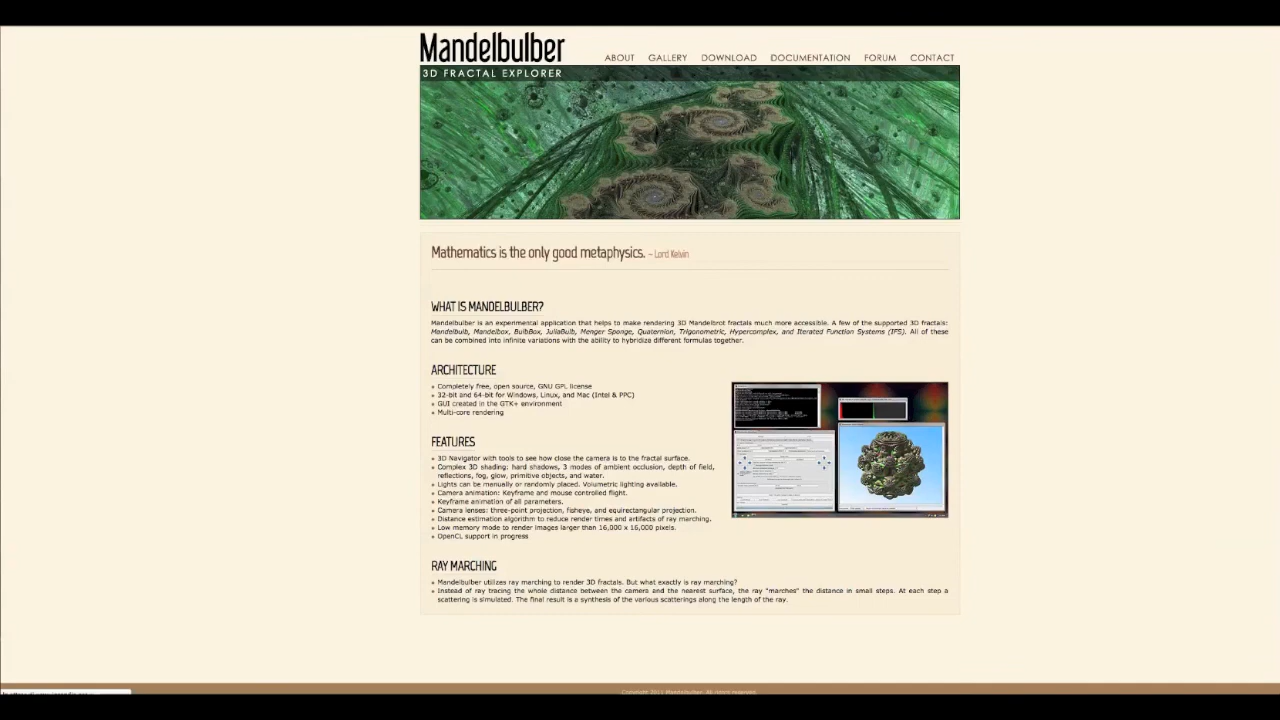 Mandelbulber
ABOUT GALLERY DOWNLOAD DOCUMENTATION FORUM CONTACT
3D FRACTAL EXPLORER
Mathematics is the only good metaphysics. ~ Lord Kelvin
WHAT IS MANDELBULBER?
Mandelbulber is an experimental application that helps to make rendering 3D Mandelbrot fractals much more accessible. A few of the supported 3D fractals:
Mandelbulb, Mandelbox, BulbBox, JuliaBulb, Menger Sponge, Quaternion, Trigonometric, Hypercomplex, and Iterated Function Systems (IFS). All of these
can be combined into infinite variations with the ability to hybridize different formulas together.
ARCHITECTURE
» Completely free, open source, GNU GPL license
» 32-bit and 64-bit for Windows, Linux, and Mac (Intel & PPC)
» GUI created in the GTK+ environment
» Multi-core rendering
FEATURES
» 3D Navigator with tools to see how close the camera is to the fractal surface.
» Complex 3D shading: hard shadows, 3 modes of ambient occlusion, depth of field,
reflections, fog, glow, primitive objects, and water.
» Lights can be manually or randomly placed. Volumetric lighting available.
» Camera animation: Keyframe and mouse controlled flight.
» Keyframe animation of all parameters.
» Camera lenses: three-point projection, fisheye, and equirectangular projection.
» Distance estimation algorithm to reduce render times and artifacts of ray marching.
» Low memory mode to render images larger than 16,000 x 16,000 pixels.
» OpenCL support in progress
RAY MARCHING
» Mandelbulber utilizes ray marching to render 3D fractals. But what exactly is ray marching?
» Instead of ray tracing the whole distance between the camera and the nearest surface, the ray "marches" the distance in small steps. At each step a
scattering is simulated. The final result is a synthesis of the various scatterings along the length of the ray.
Mandelbulber. All rights reserved.